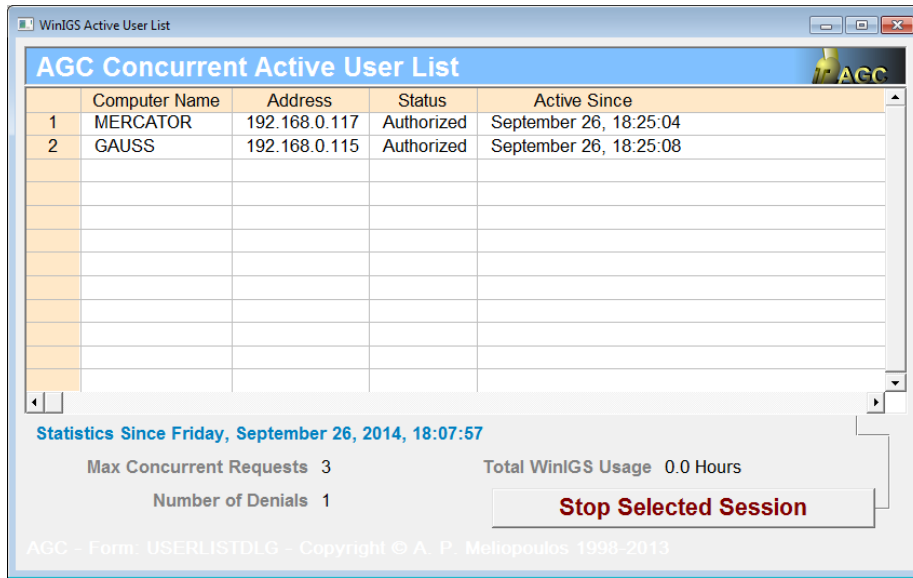 WinIGS Active User List
AGC Concurrent Active User List
AGC
Computer Name Address Status Active Since
1 MERCATOR 192.168.0.117 Authorized September 26, 18:25:04
2 GAUSS 192.168.0.115 Authorized September 26, 18:25:08
Statistics Since Friday, September 26, 2014, 18:07:57
Max Concurrent Requests 3 Total WinIGS Usage 0.0 Hours
Number of Denials 1 Stop Selected Session
AGC - Form: USERLISTDLG - Copyright © A. P. Meliopoulos 1998-2013